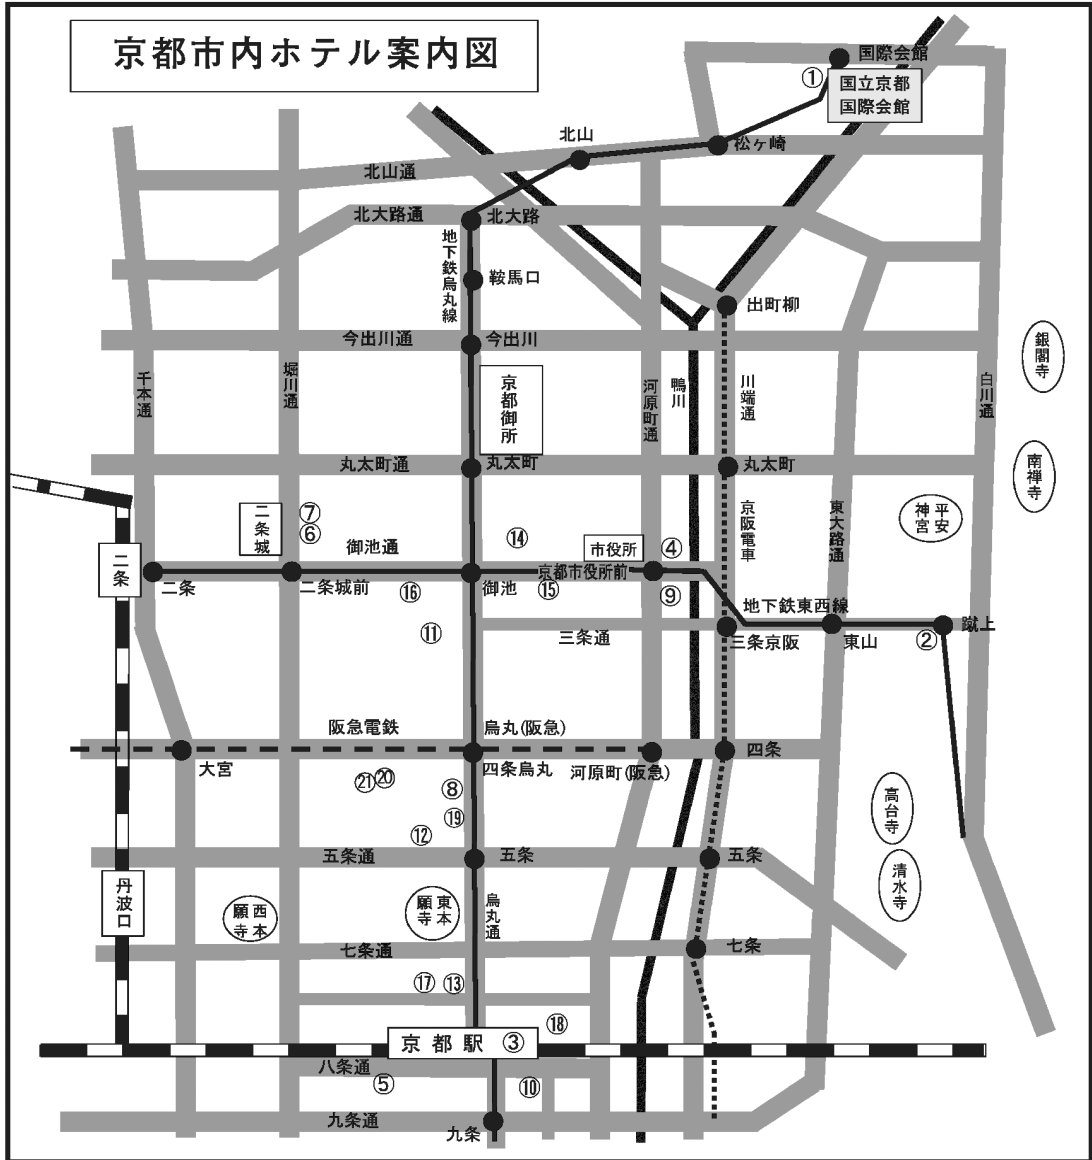 京都市内ホテル案内図
国際会館
①
国立京都
国際会館
北山
松ヶ崎
北山通
北大路通
北大路
地下鉄烏丸線
鞍馬口
出町柳
今出川通
今出川
千本通
堀川通
京都御所
河原町通
鴨川
川端通
白川通
銀閣寺
丸太町通
丸太町
丸太町
南禅寺
二条城
⑦
⑥
御池通
⑭
市役所
④
京阪電車
東大路通
平安
神宮
二条
二条
二条城前
⑯
御池
京都市役所前
⑮
⑨
地下鉄東西線
⑪
三条通
三条京阪
東山
②
蹴上
阪急電鉄
烏丸(阪急)
大宮
四条烏丸
河原町(阪急)
四条
㉑
⑳
⑧
⑲
⑫
高台寺
五条通
五条
五条
清水寺
丹波口
西本
願寺
東本
願寺
烏丸通
七条通
七条
⑰
⑬
⑱
京都駅 ③
八条通
⑤
⑩
九条通
九条